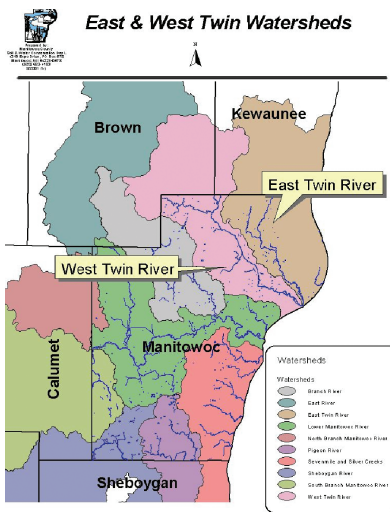 East & West Twin Watersheds
N
Brown
Kewaunee
East Twin River
West Twin River
Manitowoc
Calumet
Sheboygan
Watersheds
Watersheds
Branch River
East River
East Twin River
Lower Manitowoc River
North Branch Manitowoc River
Pigeon River
Sevenmile and Silver Creeks
Sheboygan River
South Branch Manitowoc River
West Twin River